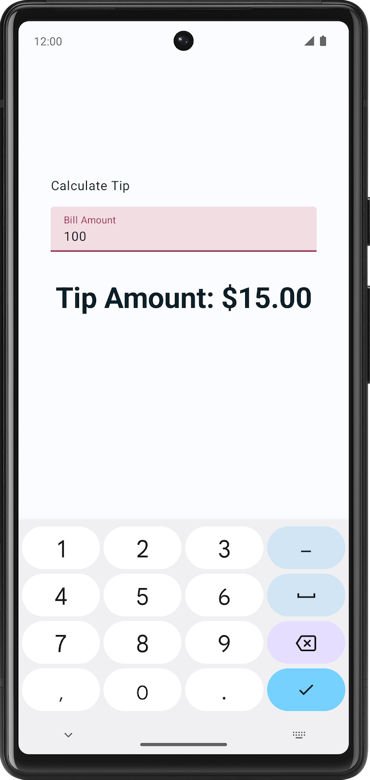 12:00
Calculate Tip
Bill Amount
100
Tip Amount: $15.00
1 2 3 –
4 5 6
7 8 9
, 0 .